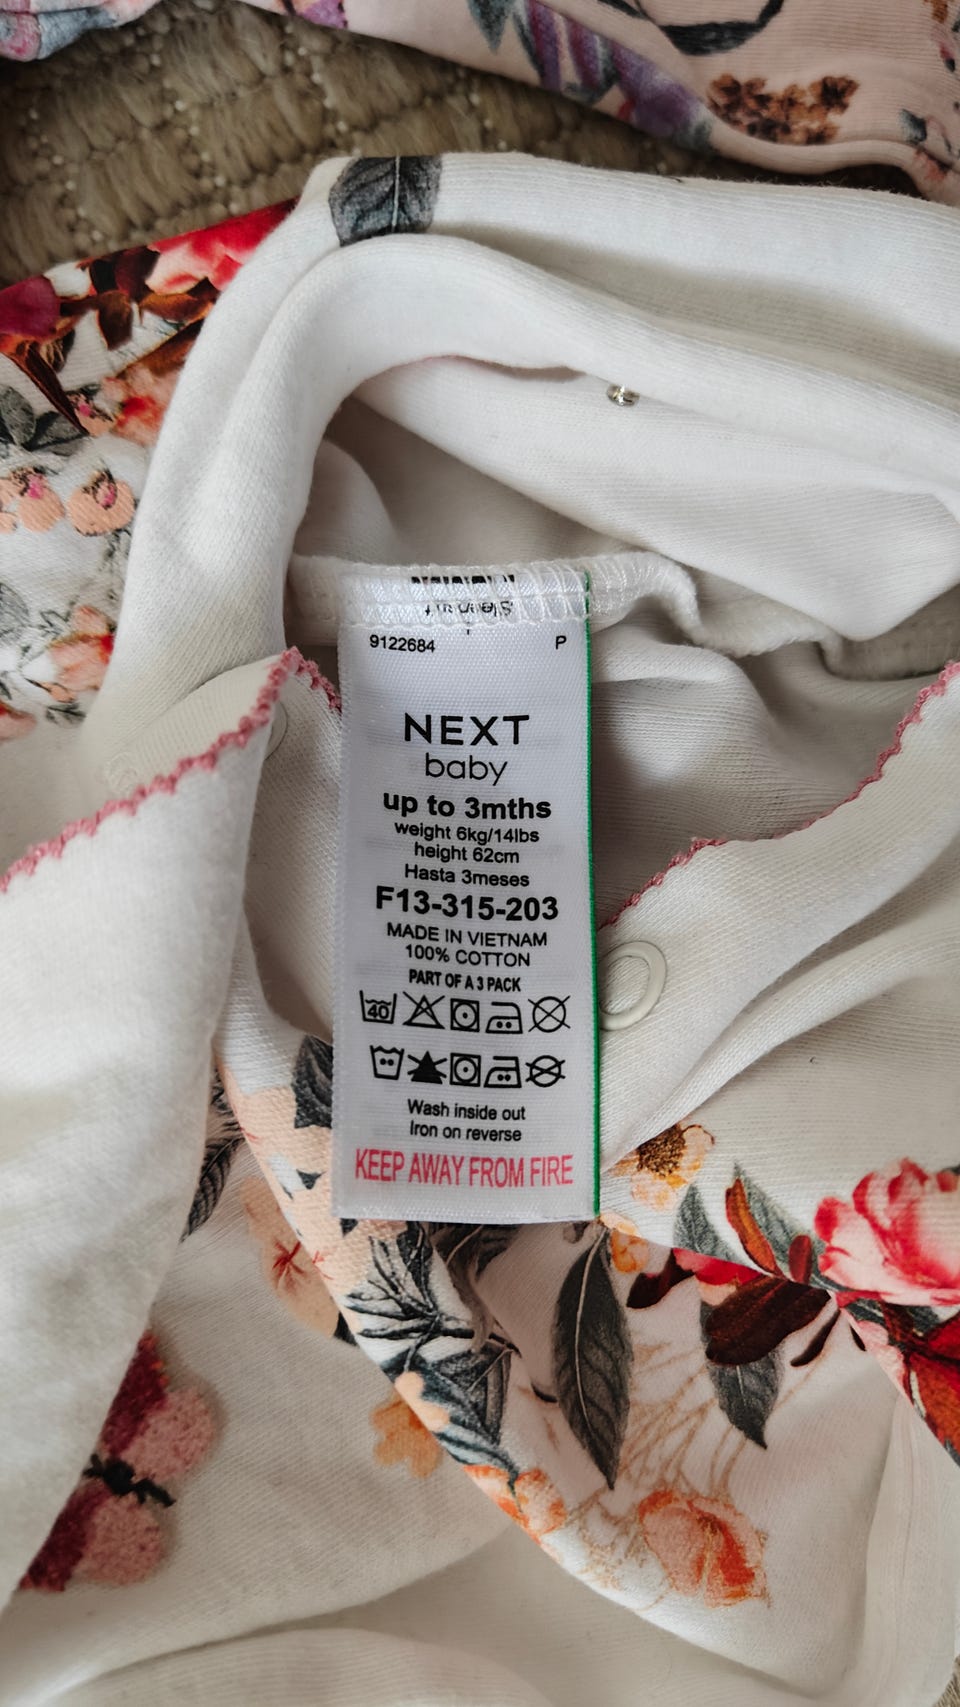 9122684 P
NEXT
baby
up to 3mths
weight 6kg/14lbs
height 62cm
Hasta 3meses
F13-315-203
MADE IN VIETNAM
100% COTTON
PART OF A 3 PACK
40
Wash inside out
Iron on reverse
KEEP AWAY FROM FIRE